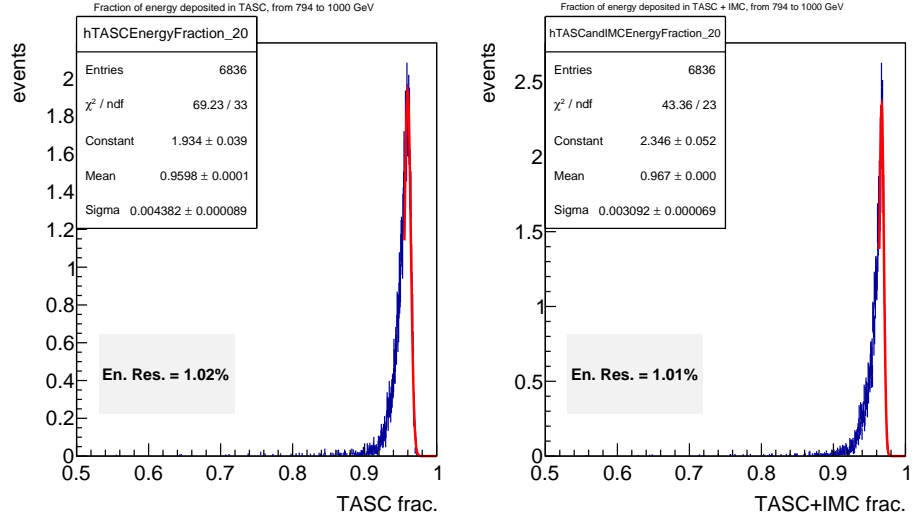 Fraction of energy deposited in TASC, from 794 to 1000 GeV
hTASCEnergyFraction_20
Entries 6836
χ² / ndf 69.23 / 33
Constant 1.934 ± 0.039
Mean 0.9598 ± 0.0001
Sigma 0.004382 ± 0.000089
events
2
1.8
1.6
1.4
1.2
1
0.8
0.6
0.4
0.2
0
En. Res. = 1.02%
0.5 0.6 0.7 0.8 0.9 1
TASC frac.
Fraction of energy deposited in TASC + IMC, from 794 to 1000 GeV
hTASCandIMCEnergyFraction_20
Entries 6836
χ² / ndf 43.36 / 23
Constant 2.346 ± 0.052
Mean 0.967 ± 0.000
Sigma 0.003092 ± 0.000069
events
2.5
2
1.5
1
0.5
0
En. Res. = 1.01%
0.5 0.6 0.7 0.8 0.9 1
TASC+IMC frac.